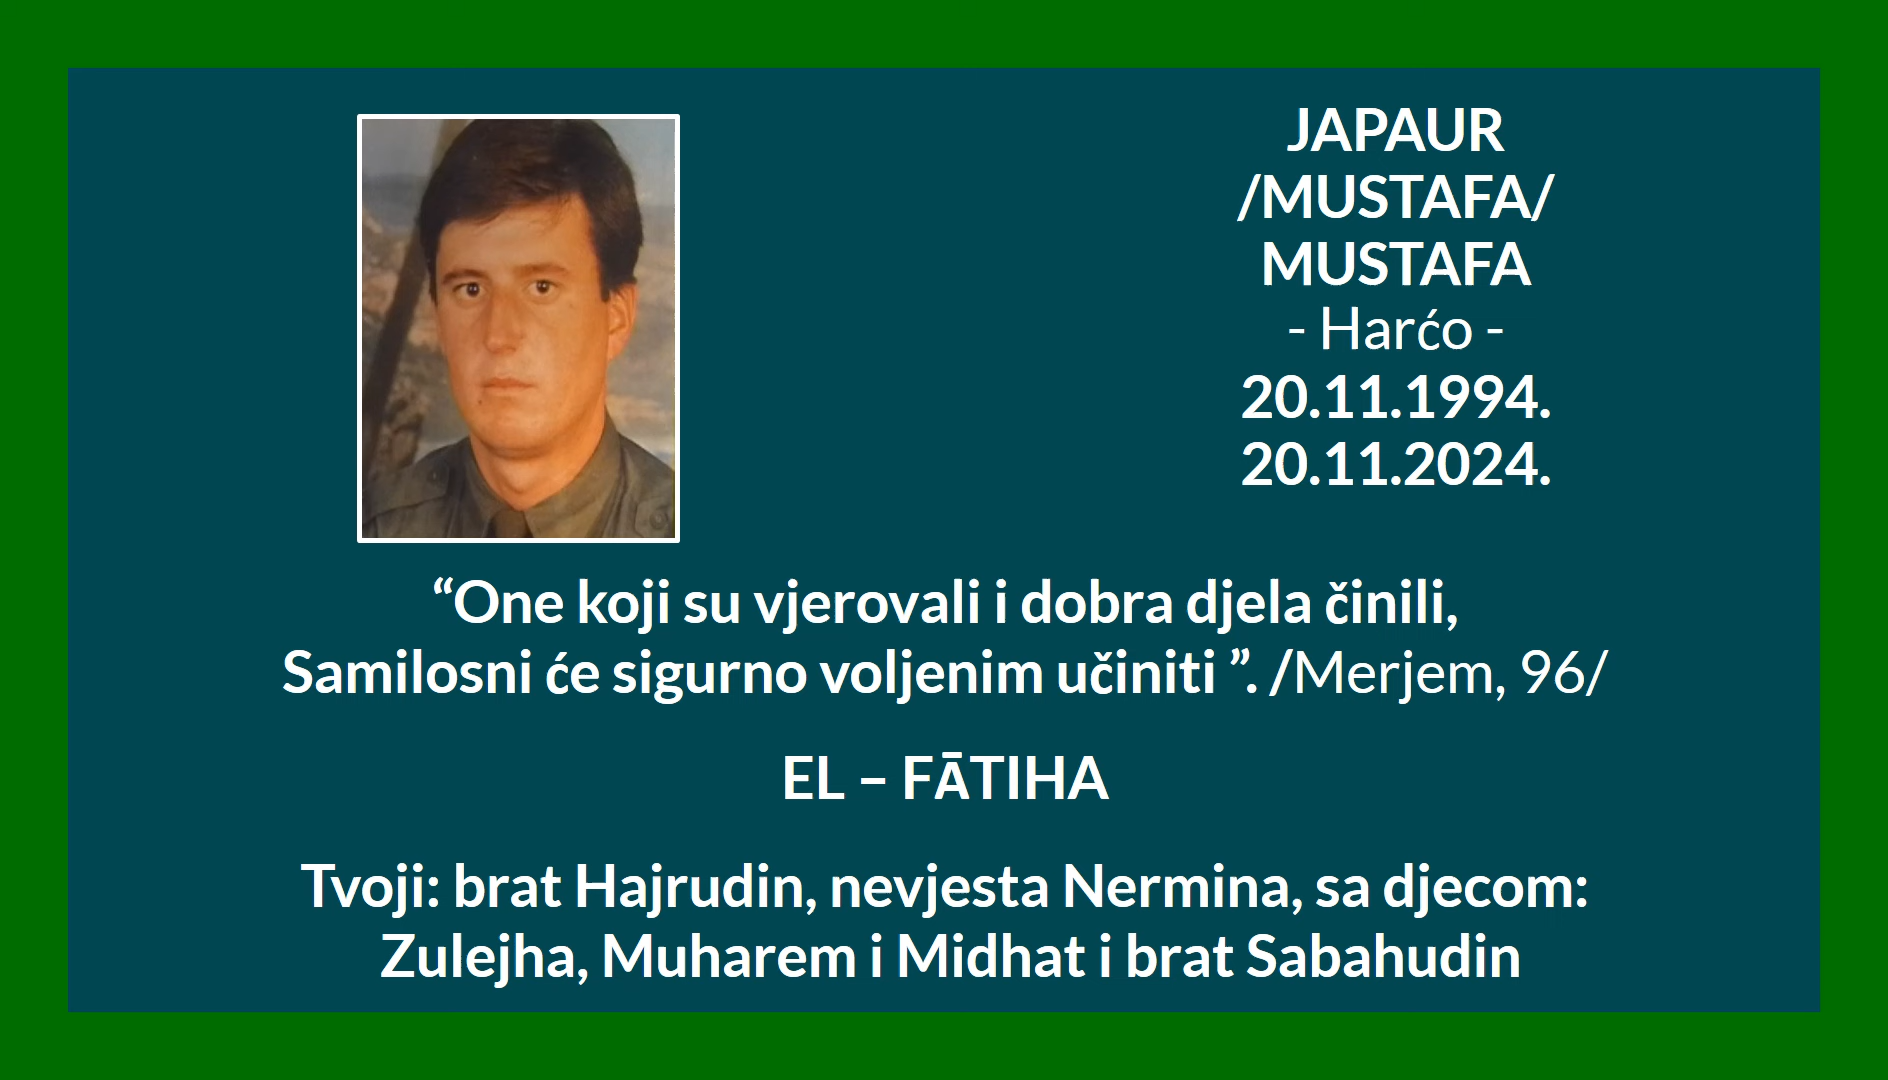 JAPAUR
/MUSTAFA/
MUSTAFA
- Harćo -
20.11.1994.
20.11.2024.
“One koji su vjerovali i dobra djela činili,
Samilosni će sigurno voljenim učiniti ”. /Merjem, 96/
EL – FĀTIHA
Tvoji: brat Hajrudin, nevjesta Nermina, sa djecom:
Zulejha, Muharem i Midhat i brat Sabahudin